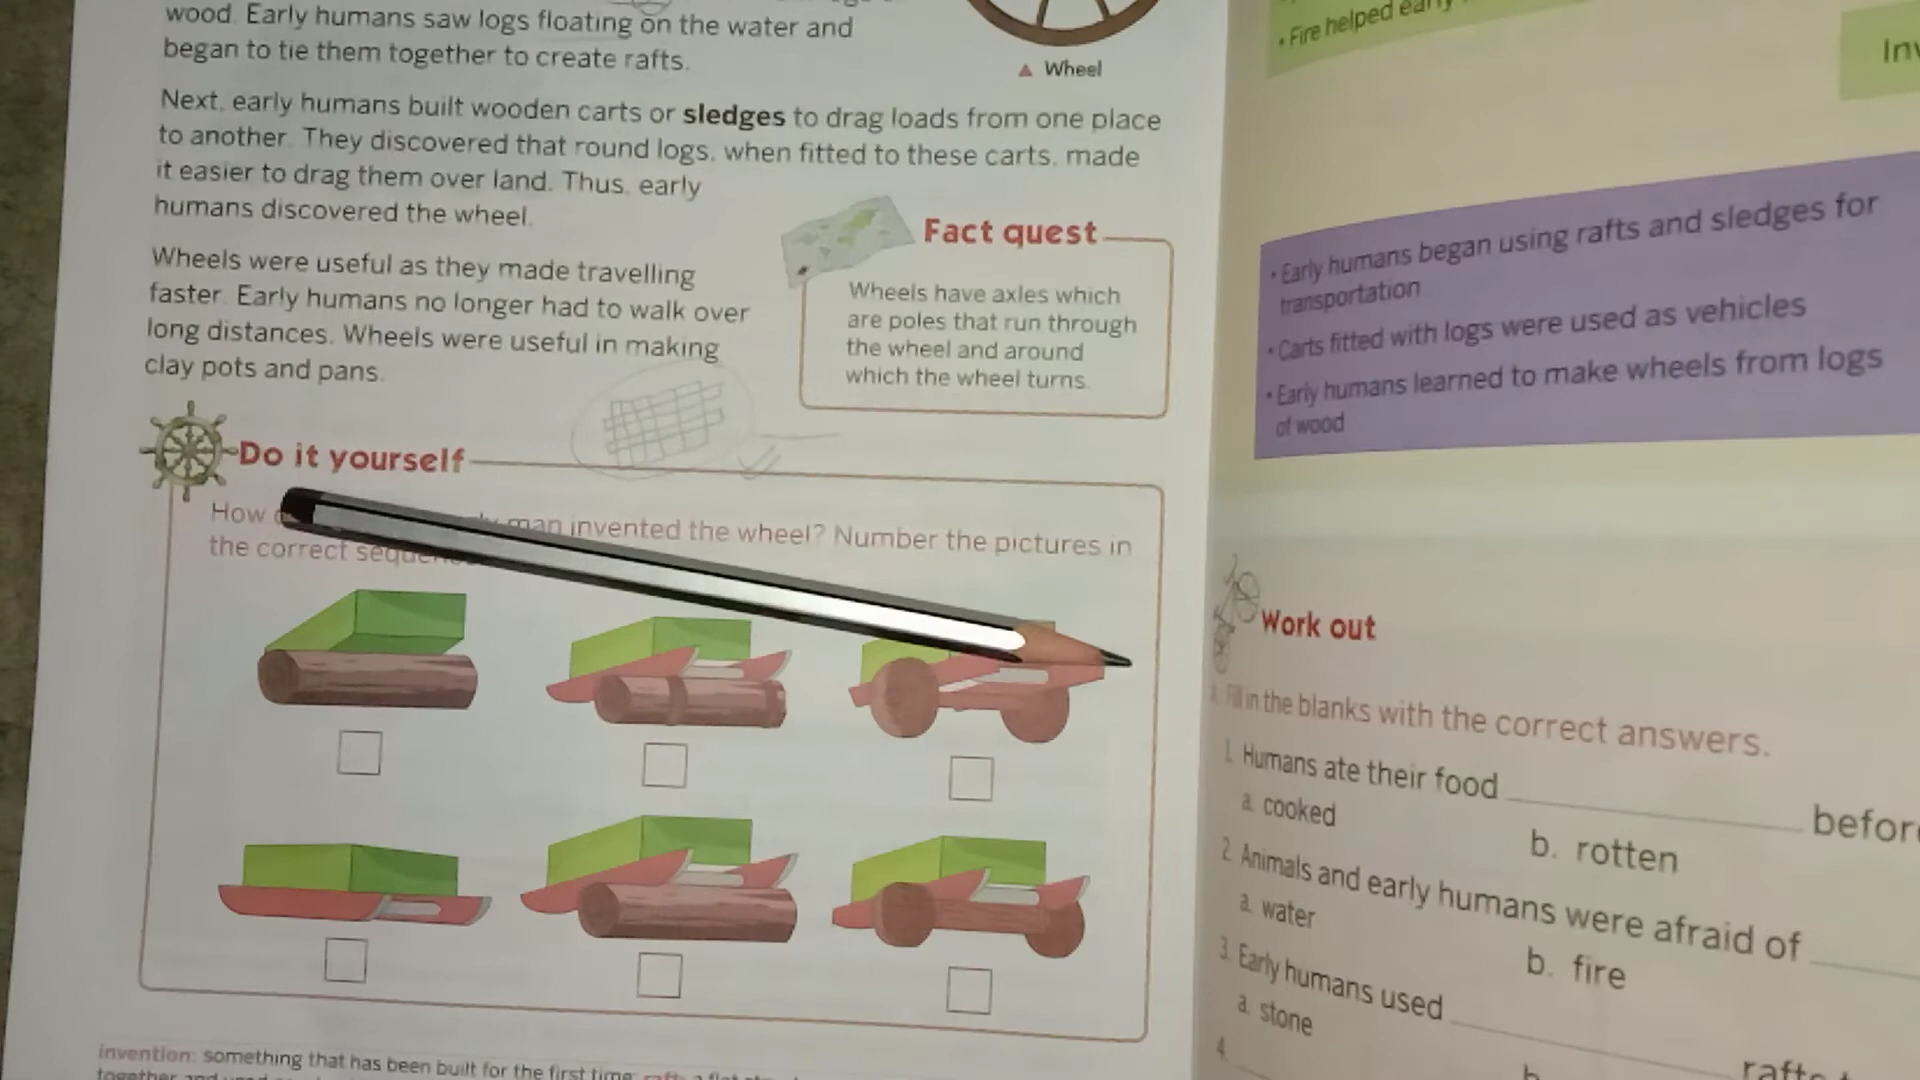 wood. Early humans saw logs floating on the water and
began to tie them together to create rafts.
Wheel
Next, early humans built wooden carts or sledges to drag loads from one place
to another. They discovered that round logs, when fitted to these carts, made
it easier to drag them over land. Thus, early
humans discovered the wheel.
Wheels were useful as they made travelling
faster. Early humans no longer had to walk over
long distances. Wheels were useful in making
clay pots and pans.
Fact quest
Wheels have axles which
are poles that run through
the wheel and around
which the wheel turns.
Do it yourself
How man invented the wheel? Number the pictures in
the correct
invention: something that has been built for the first time;
• Fire helped
• Early humans began using rafts and sledges for
transportation
• Carts fitted with logs were used as vehicles
• Early humans learned to make wheels from logs
of wood
Work out
Fill in the blanks with the correct answers.
1. Humans ate their food
a. cooked
b. rotten
2. Animals and early humans were afraid of
a. water
b. fire
3. Early humans used
a. stone
4.
b.